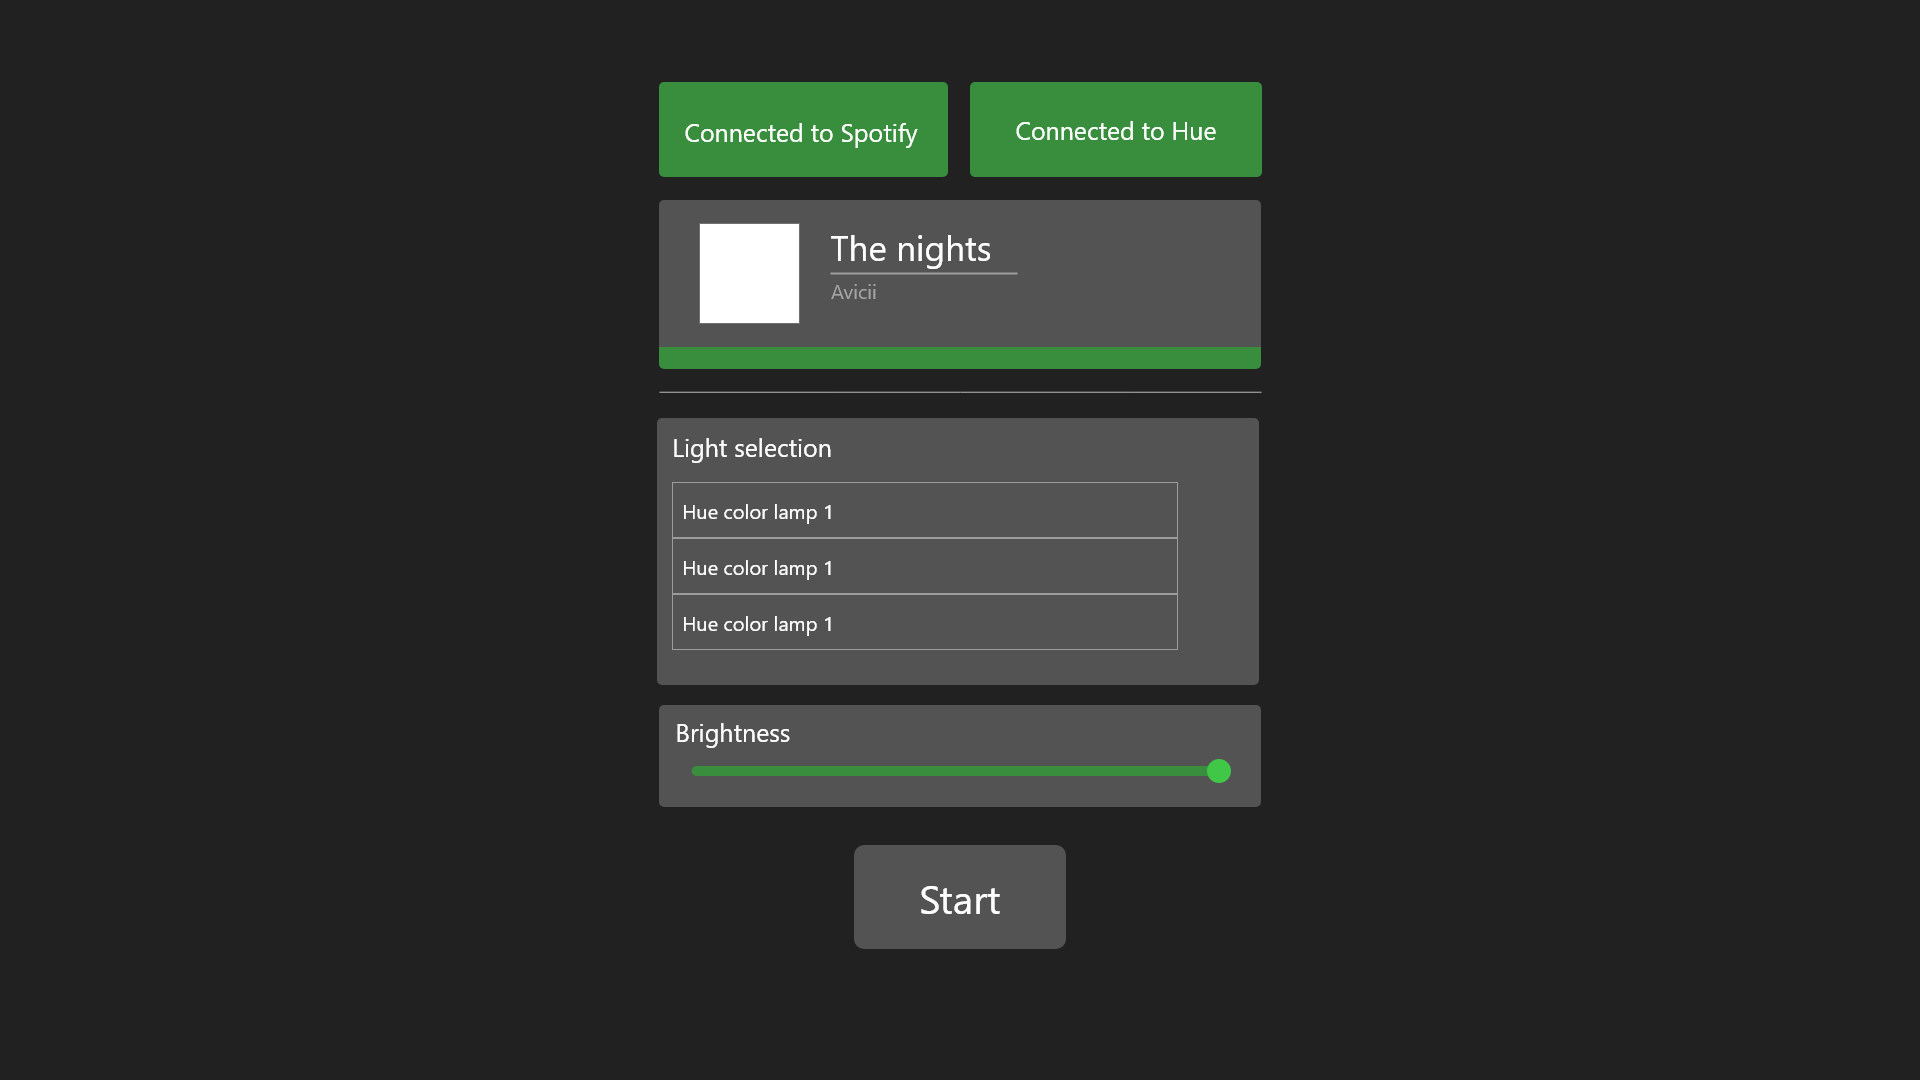 Connected to Spotify
Connected to Hue
The nights
Avicii
Light selection
Hue color lamp 1
Hue color lamp 1
Hue color lamp 1
Brightness
Start